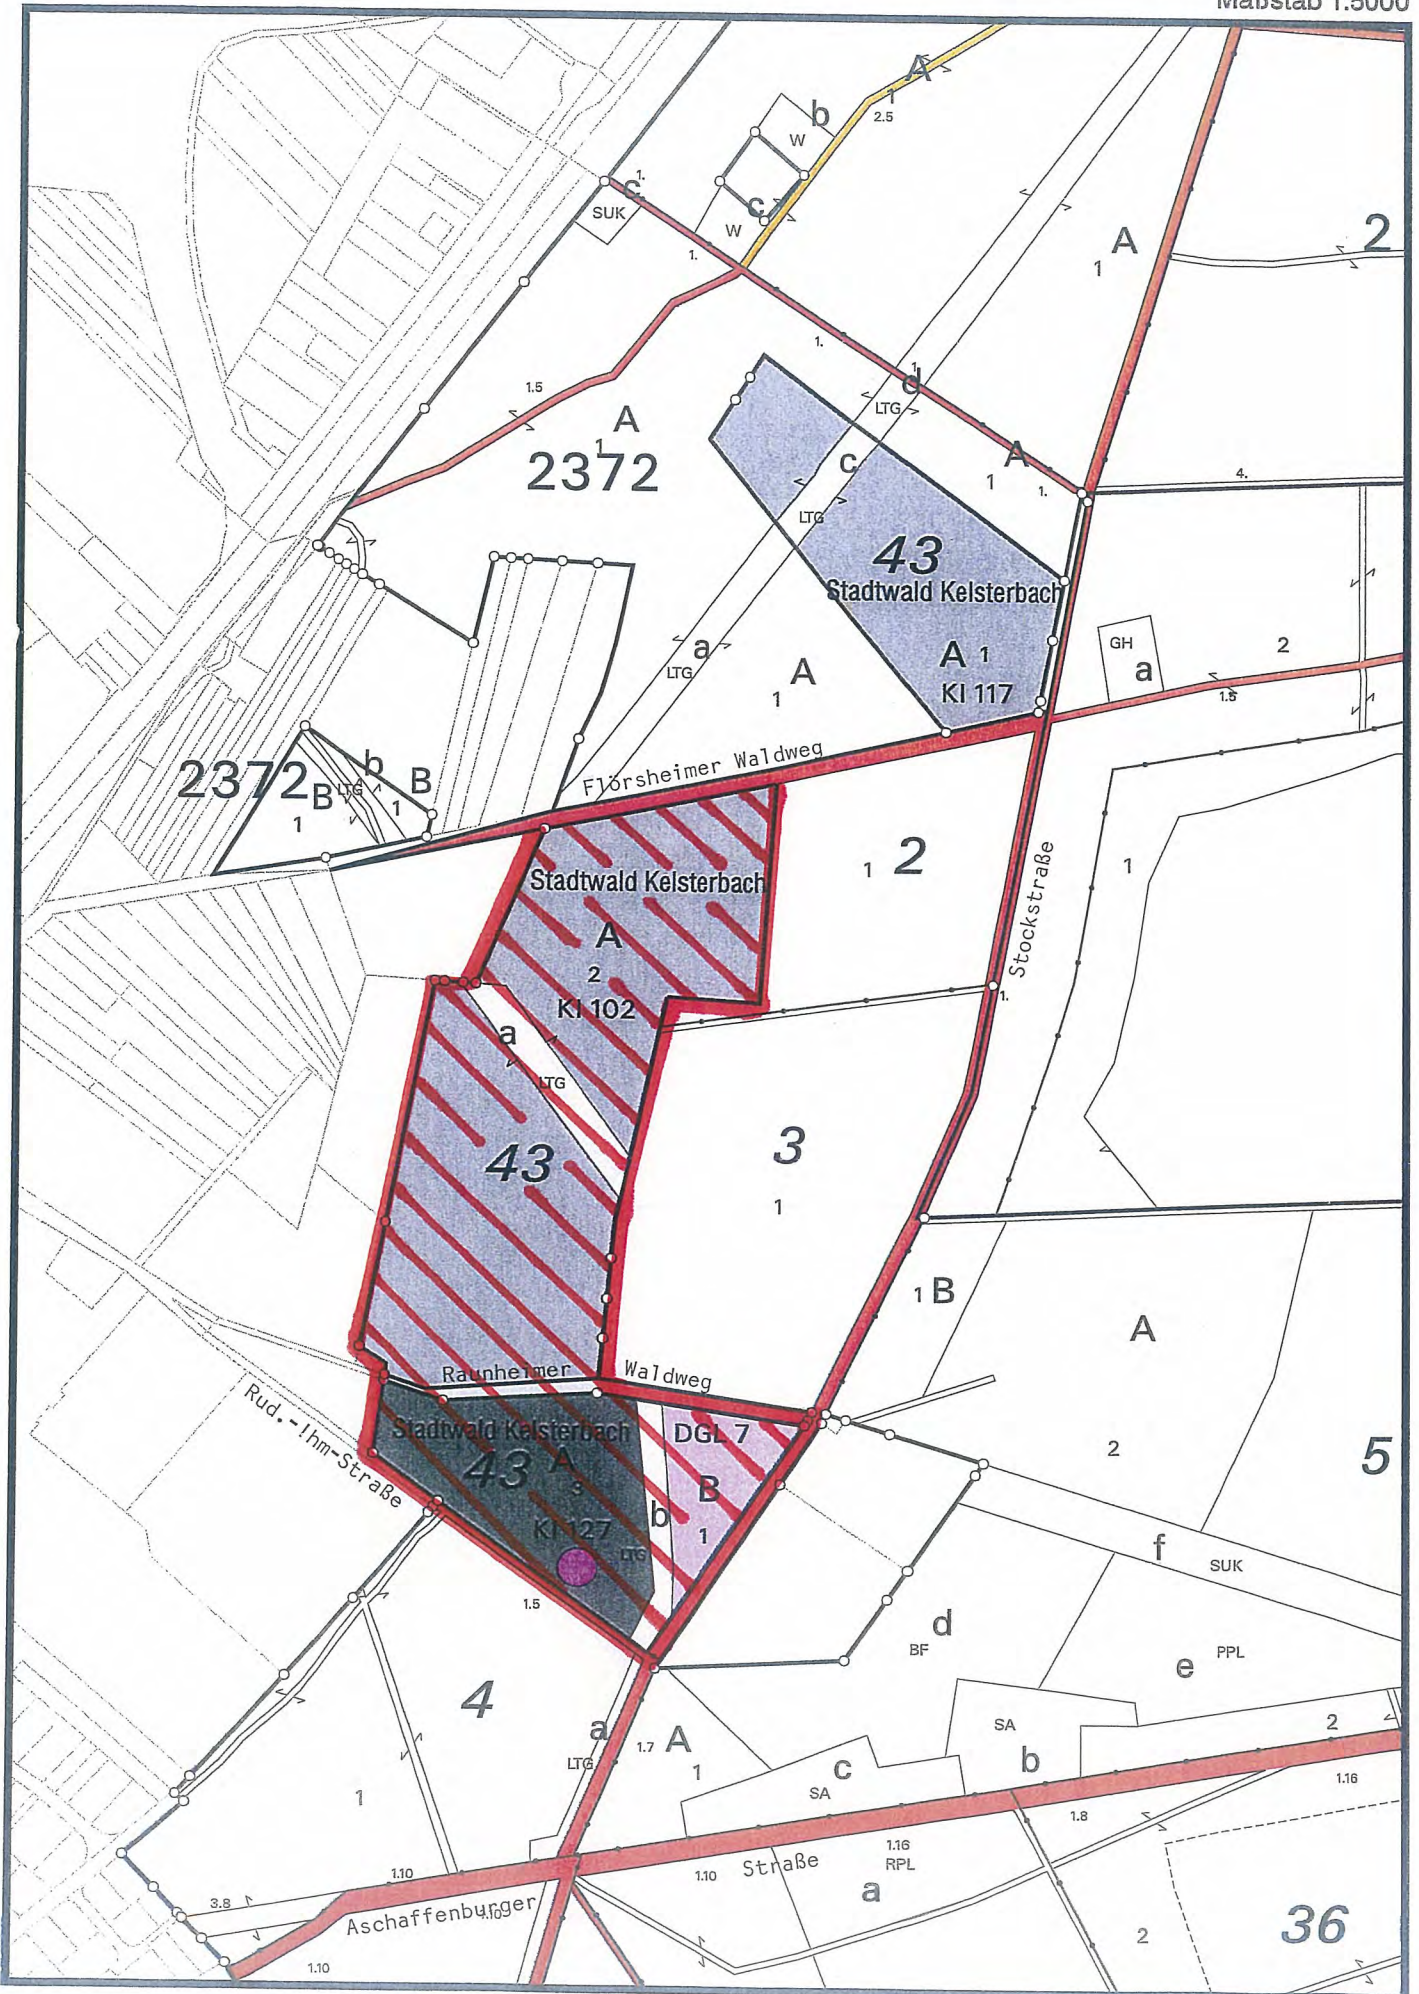 Maßstab 1:5000
A
1
2.5
b
W
c
1.
SUK
c
W
1.
A
1
2
1.
1
d
LTG
1.5
A
1
2372
c
A
1
1.
4.
LTG
43
Stadtwald Kelsterbach
A 1
KI 117
GH
a
2
1.5
a
LTG
A
1
Flörsheimer Waldweg
2372
B
LTG
b
B
1
1
1
2
1
Stockstraße
Stadtwald Kelsterbach
A
2
KI 102
1.
a
LTG
43
3
1
1
B
A
Raunheimer
Waldweg
Rud.-Ihm-Straße
Stadtwald Kelsterbach
43
A
3
KI 127
LTG
b
DGL 7
B
1
2
5
f
SUK
1.5
d
BF
e
PPL
4
a
LTG
1.7
A
1
SA
b
2
c
SA
1.16
1
1.8
1.10
1.16
Straße
1.10
RPL
a
3.8
Aschaffenburger
1.10
36
2
1.10